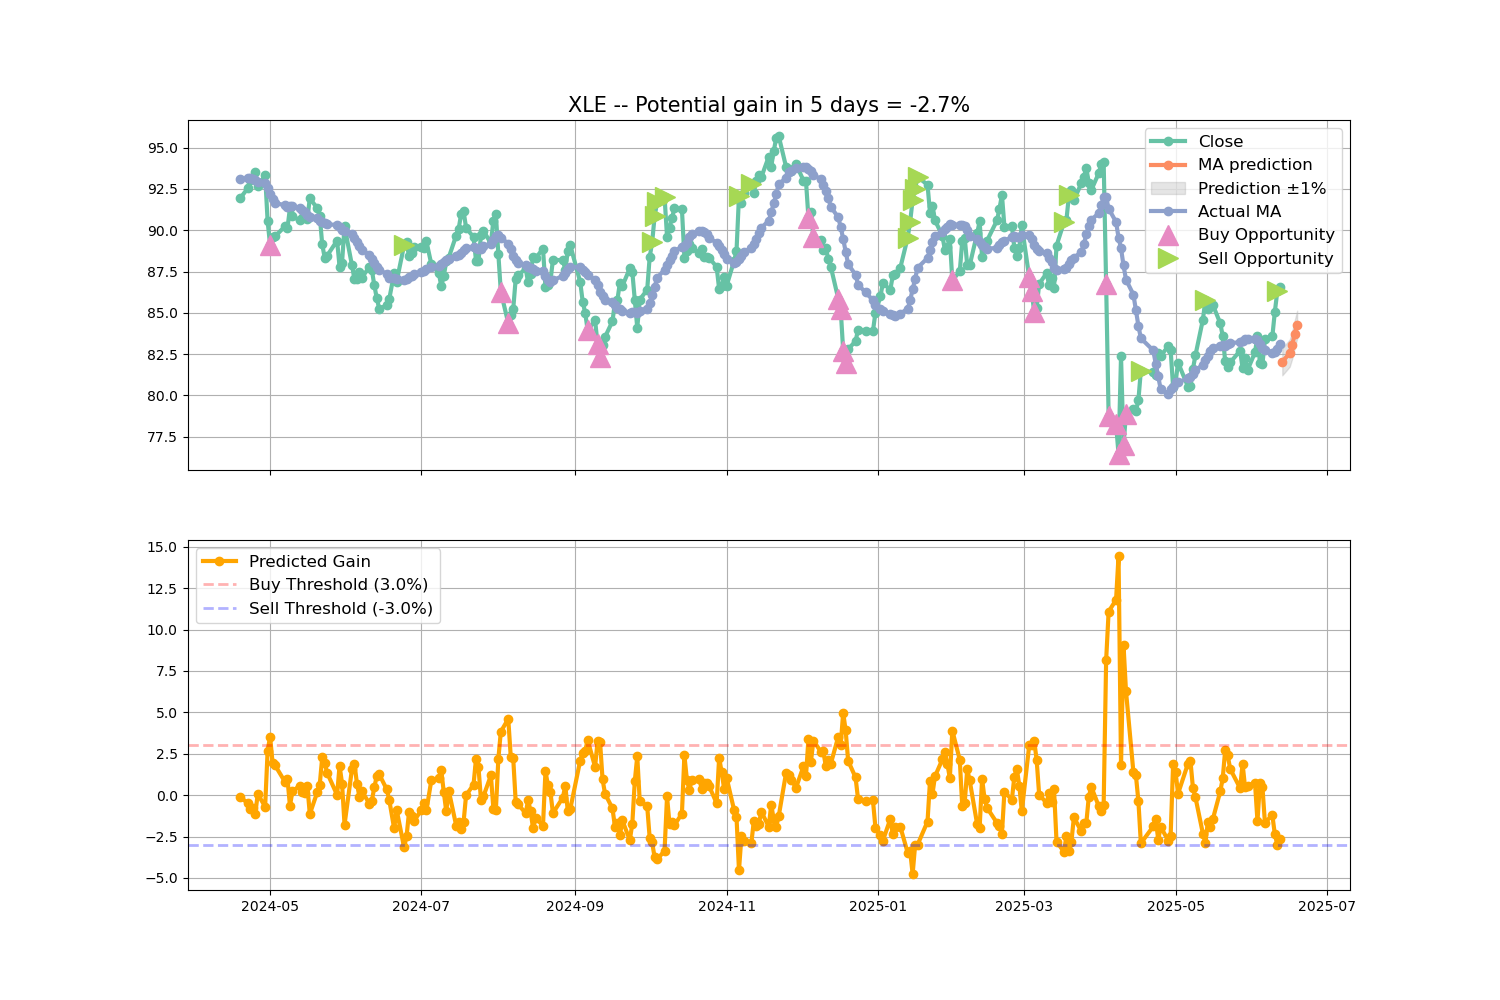 XLE -- Potential gain in 5 days = -2.7%
95.0
92.5
90.0
87.5
85.0
82.5
80.0
77.5
Close
MA prediction
Prediction ±1%
Actual MA
Buy Opportunity
Sell Opportunity
15.0
12.5
10.0
7.5
5.0
2.5
0.0
−2.5
−5.0
Predicted Gain
Buy Threshold (3.0%)
Sell Threshold (-3.0%)
2024-05
2024-07
2024-09
2024-11
2025-01
2025-03
2025-05
2025-07